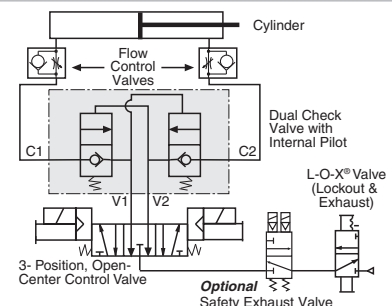 Cylinder
Flow
Control
Valves
Dual Check
Valve with
Internal Pilot
C1
C2
L-O-X® Valve
(Lockout &
Exhaust)
V1
V2
3- Position, Open-
Center Control Valve
Optional
Safety Exhaust Valve